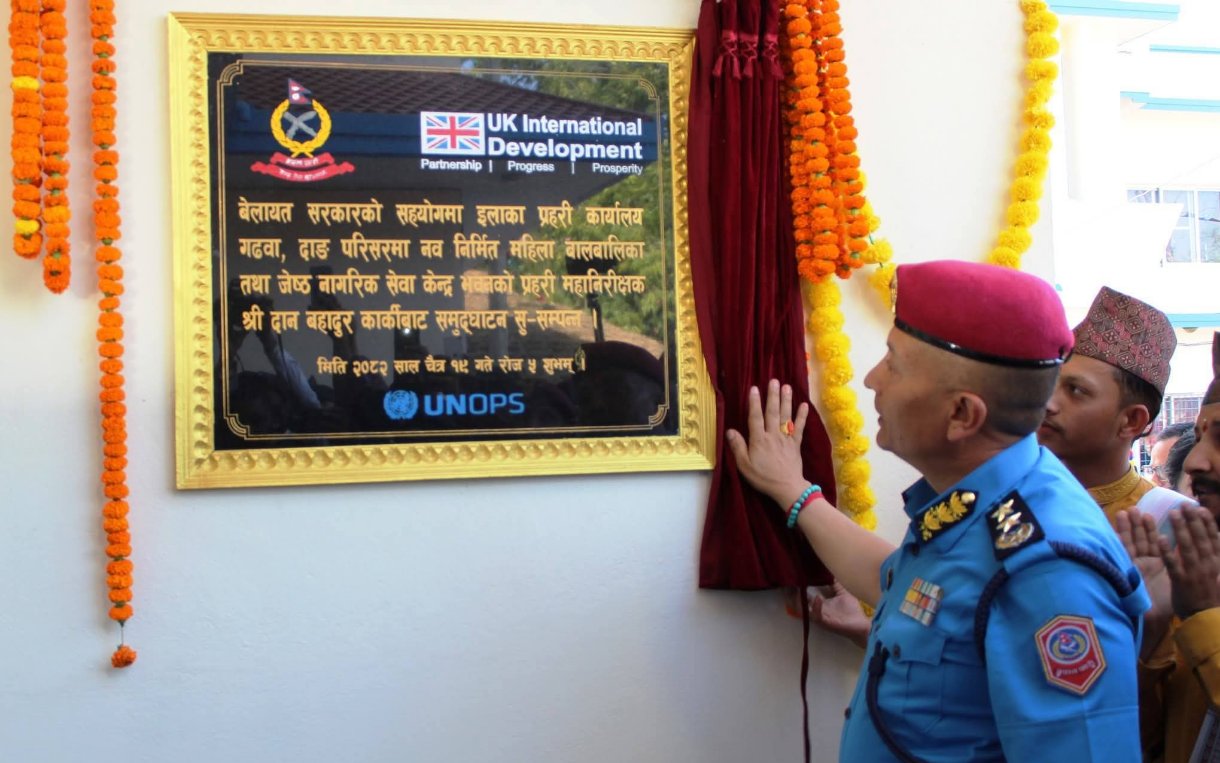 UK International
Development
Partnership | Progress | Prosperity
बेलायत सरकारको सहयोगमा इलाका प्रहरी कार्यालय
गढवा, दाङ परिसरमा नव निर्मित महिला बालबालिका
तथा जेष्ठ नागरिक सेवा केन्द्र भवनको प्रहरी महानिरीक्षक
श्री दान बहादुर कार्कीबाट समुद्घाटन सु-सम्पन्न ।
मिति २०८२ साल चैत्र १९ गते रोज ५ शुभम् ।
UNOPS